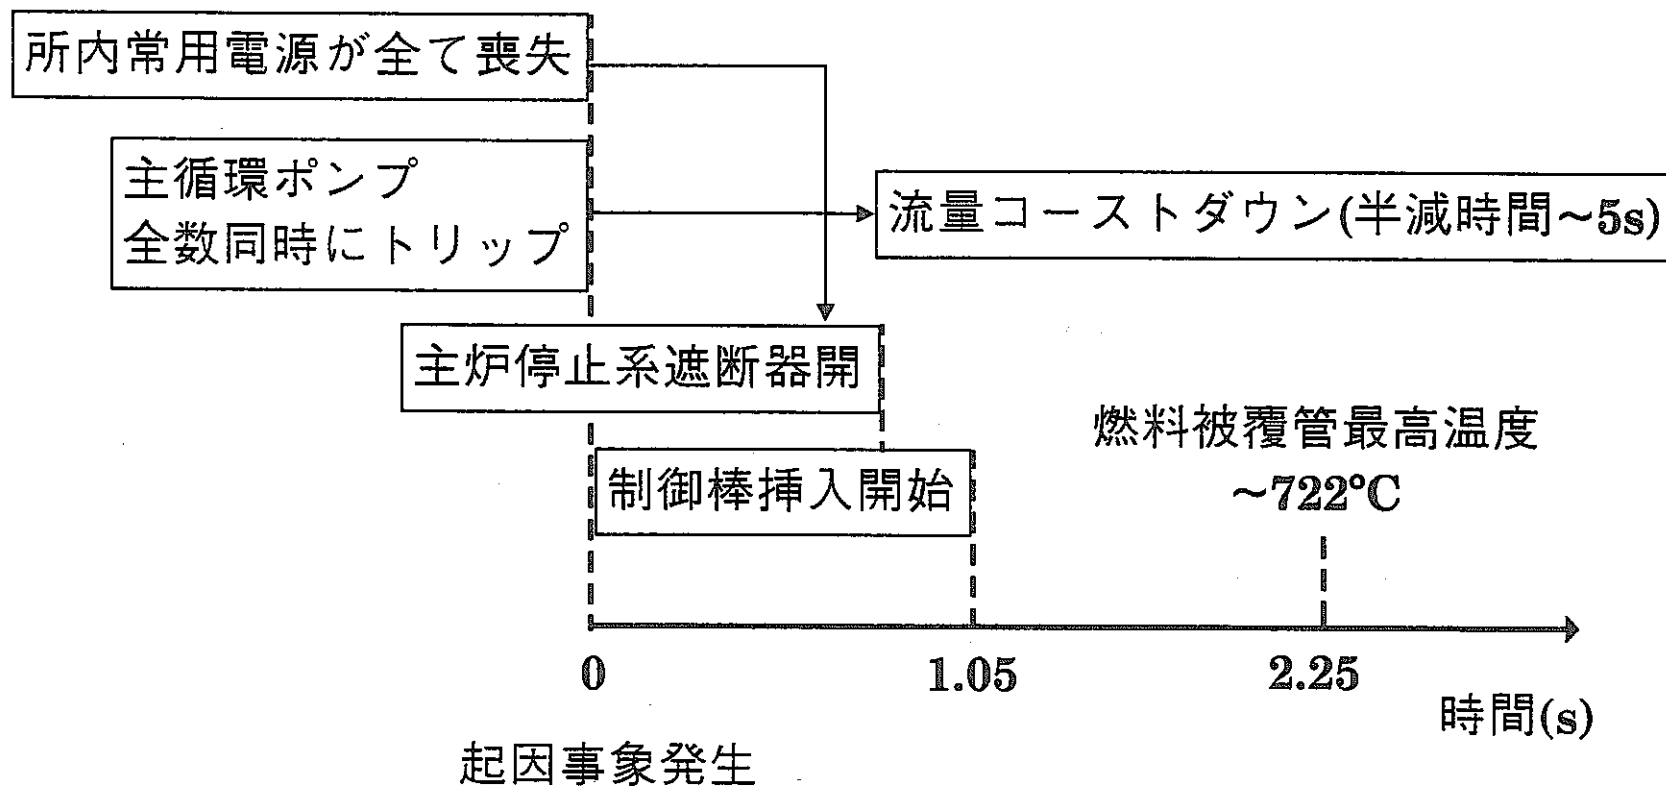 所内常用電源が全て喪失
主循環ポンプ
全数同時にトリップ
流量コーストダウン(半減時間~5s)
主炉停止系遮断器開
制御棒挿入開始
燃料被覆管最高温度
~722°C
0
1.05
2.25
時間(s)
起因事象発生